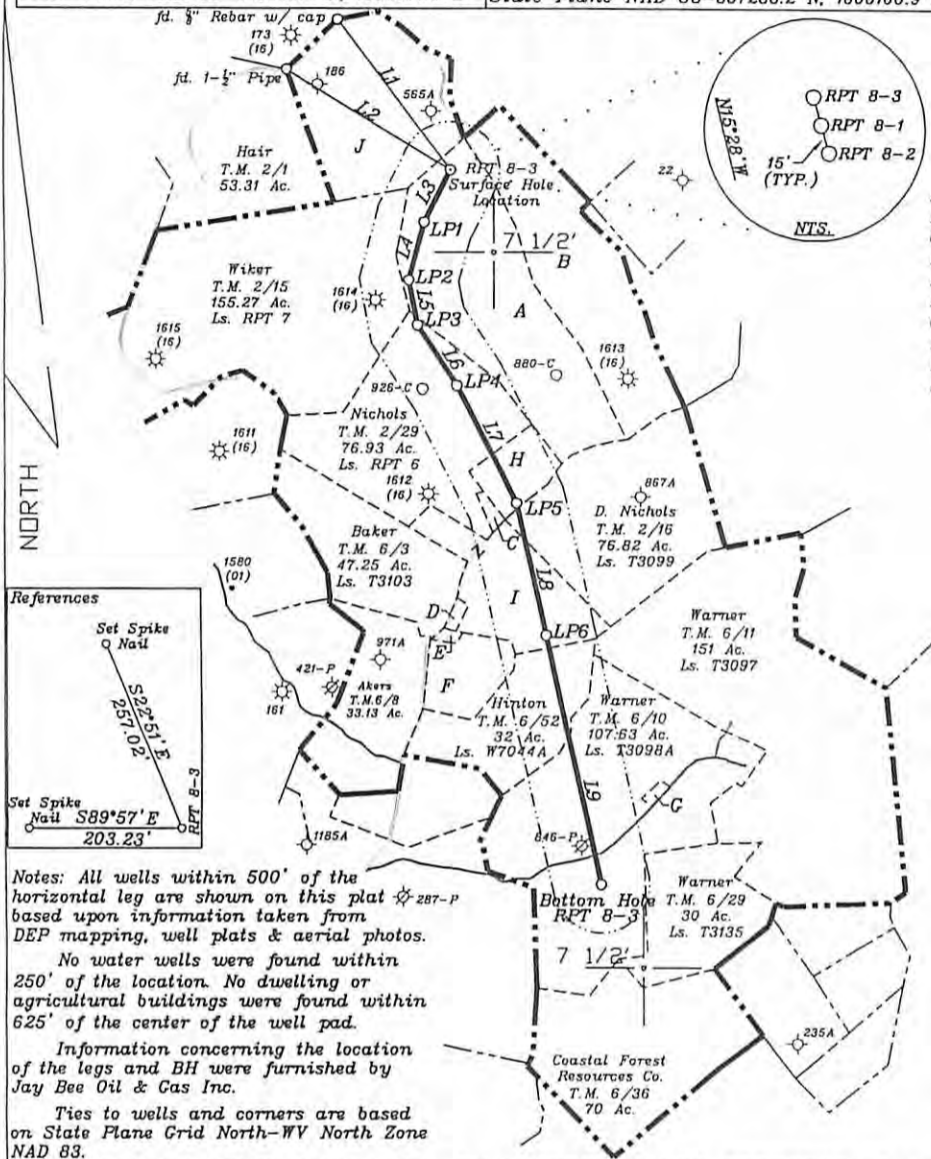 fd. 5/8" Rebar w/ cap
173
(16)
fd. 1-1/2" Pipe
186
L1
L2
565A
J
Hair
T.M. 2/1
53.31 Ac.
RPT 8-3
Surface Hole
Location
L3
LP1
N15°28'W
RPT 8-3
RPT 8-1
15'
(TYP.)
RPT 8-2
NTS.
22
7 1/2'
B
A
Wiker
T.M. 2/15
155.27 Ac.
Ls. RPT 7
L4
LP2
1614
(16)
L5
LP3
1615
(16)
L6
LP4
880-C
1613
(16)
926-C
Nichols
T.M. 2/29
76.93 Ac.
Ls. RPT 6
1611
(16)
1612
(16)
L7
H
LP5
C
867A
D. Nichols
T.M. 2/16
76.82 Ac.
Ls. T3099
NORTH
Baker
T.M. 6/3
47.25 Ac.
Ls. T3103
1580
(01)
L8
I
D
E
LP6
Warner
T.M. 6/11
151 Ac.
Ls. T3097
References
Set Spike
Nail
S22°51'E
257.02'
RPT 8-3
Set Spike
Nail S89°57'E
203.23'
971A
421-P
161
Akers
T.M.6/8
33.13 Ac.
F
Hinton
T.M. 6/52
32 Ac.
Ls. W7044A
Warner
T.M. 6/10
107.63 Ac.
Ls. T3098A
L9
G
1185A
846-P
287-P
Bottom Hole
RPT 8-3
Warner
T.M. 6/29
30 Ac.
Ls. T3135
7 1/2'
235A
Coastal Forest
Resources Co.
T.M. 6/36
70 Ac.
Notes: All wells within 500' of the
horizontal leg are shown on this plat
based upon information taken from
DEP mapping, well plats & aerial photos.
No water wells were found within
250' of the location. No dwelling or
agricultural buildings were found within
625' of the center of the well pad.
Information concerning the location
of the legs and BH were furnished by
Jay Bee Oil & Gas Inc.
Ties to wells and corners are based
on State Plane Grid North-WV North Zone
NAD 83.